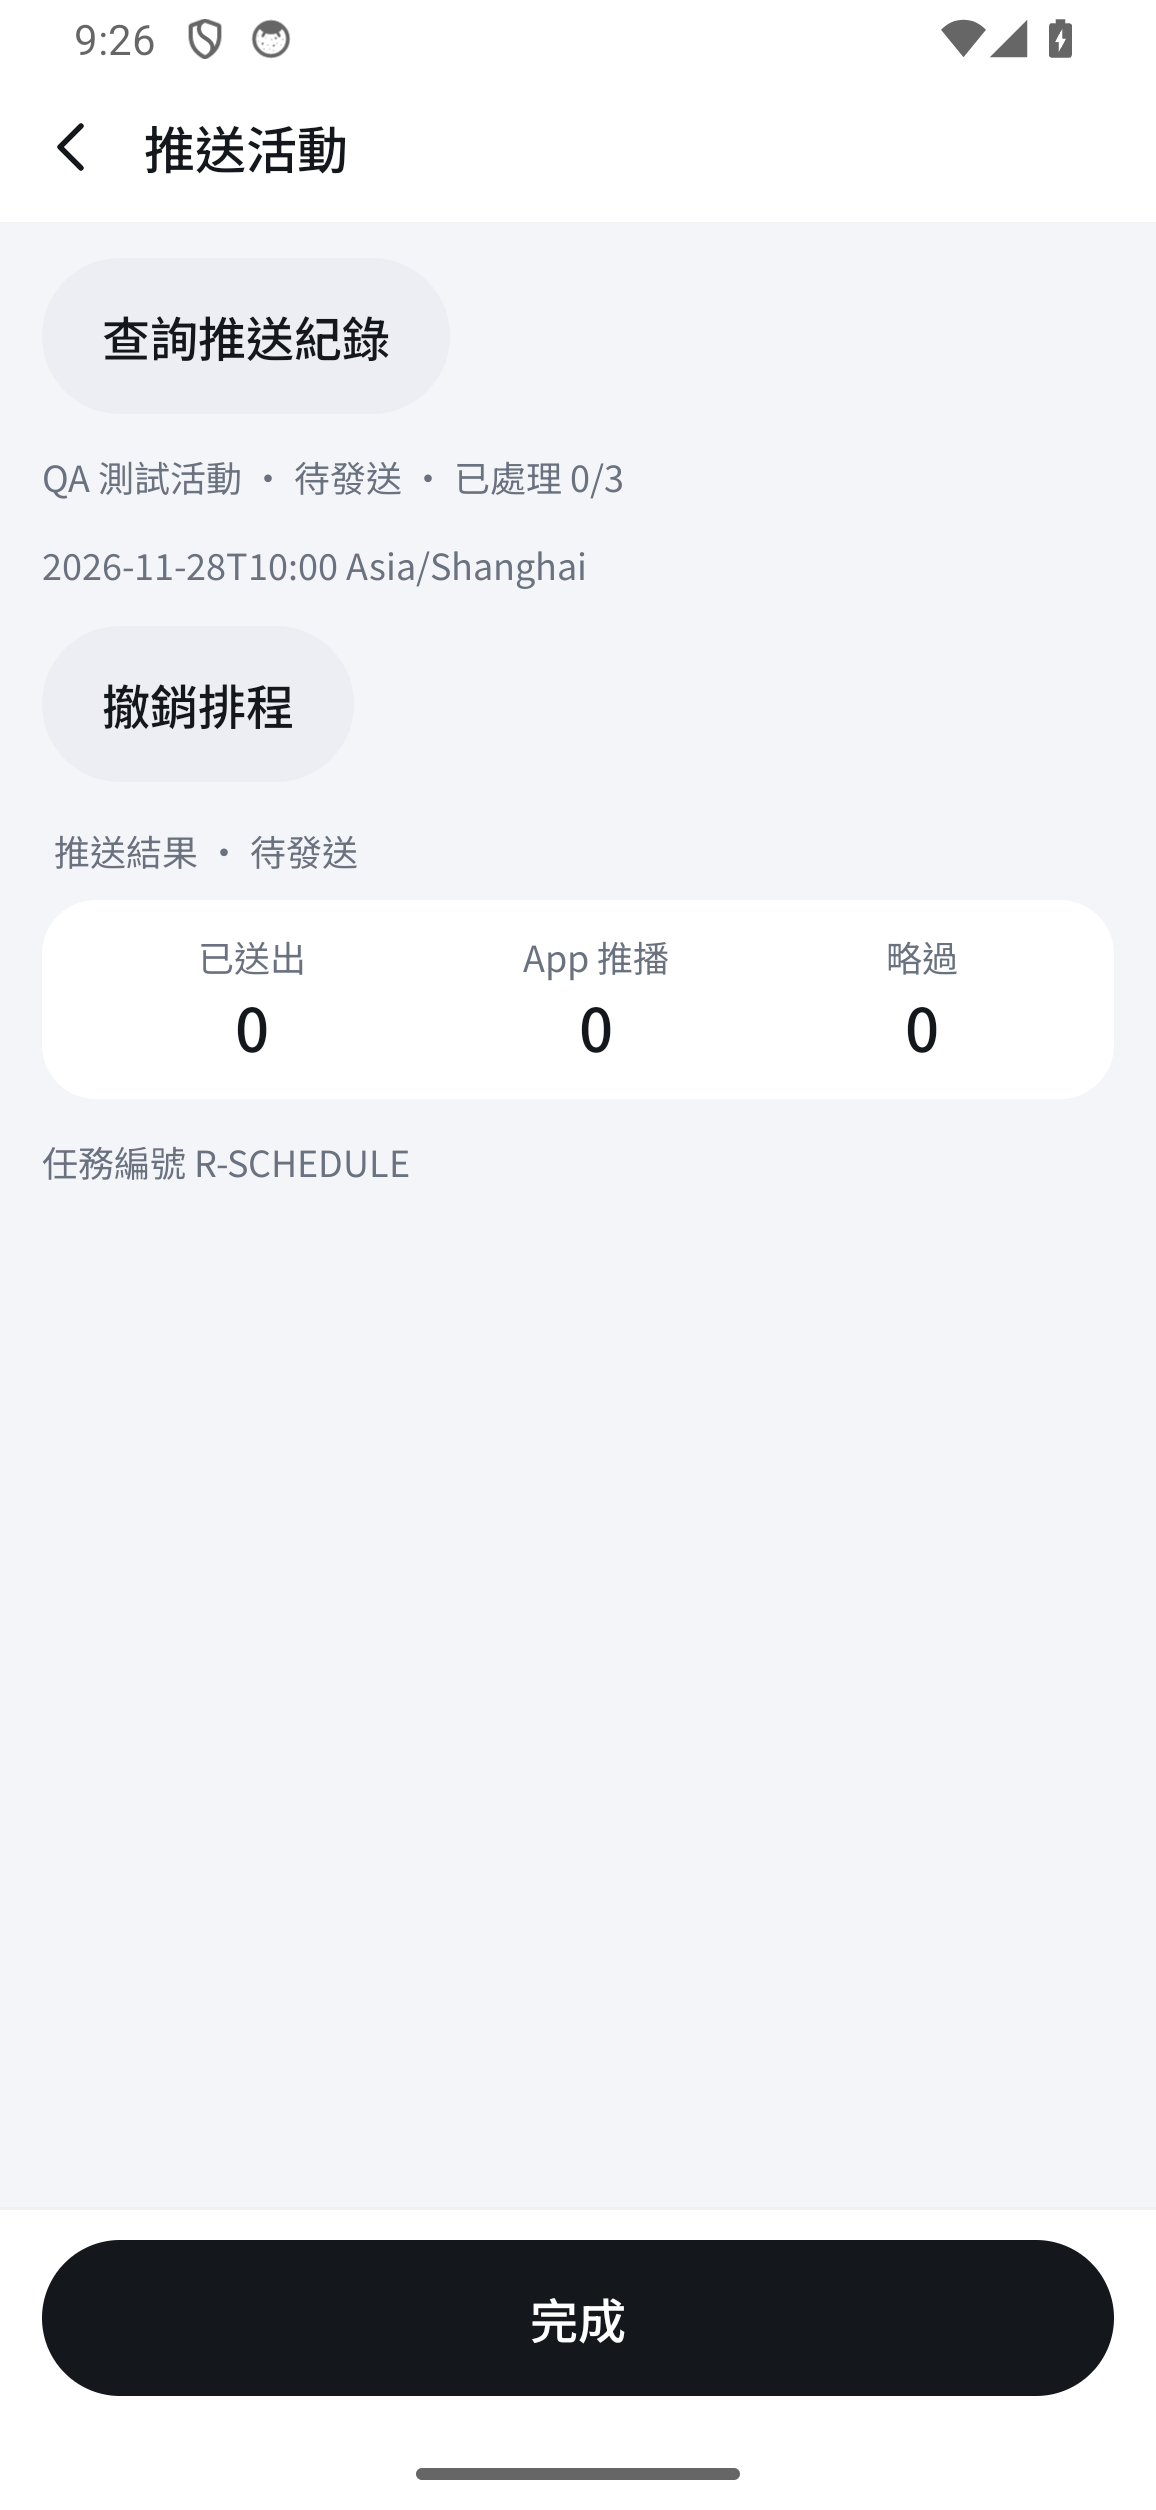 9:26
推送活動
查詢推送紀錄
QA 測試活動 · 待發送 · 已處理 0/3
2026-11-28T10:00 Asia/Shanghai
撤銷排程
推送結果 · 待發送
已送出 App 推播 略過
0 0 0
任務編號 R-SCHEDULE
完成